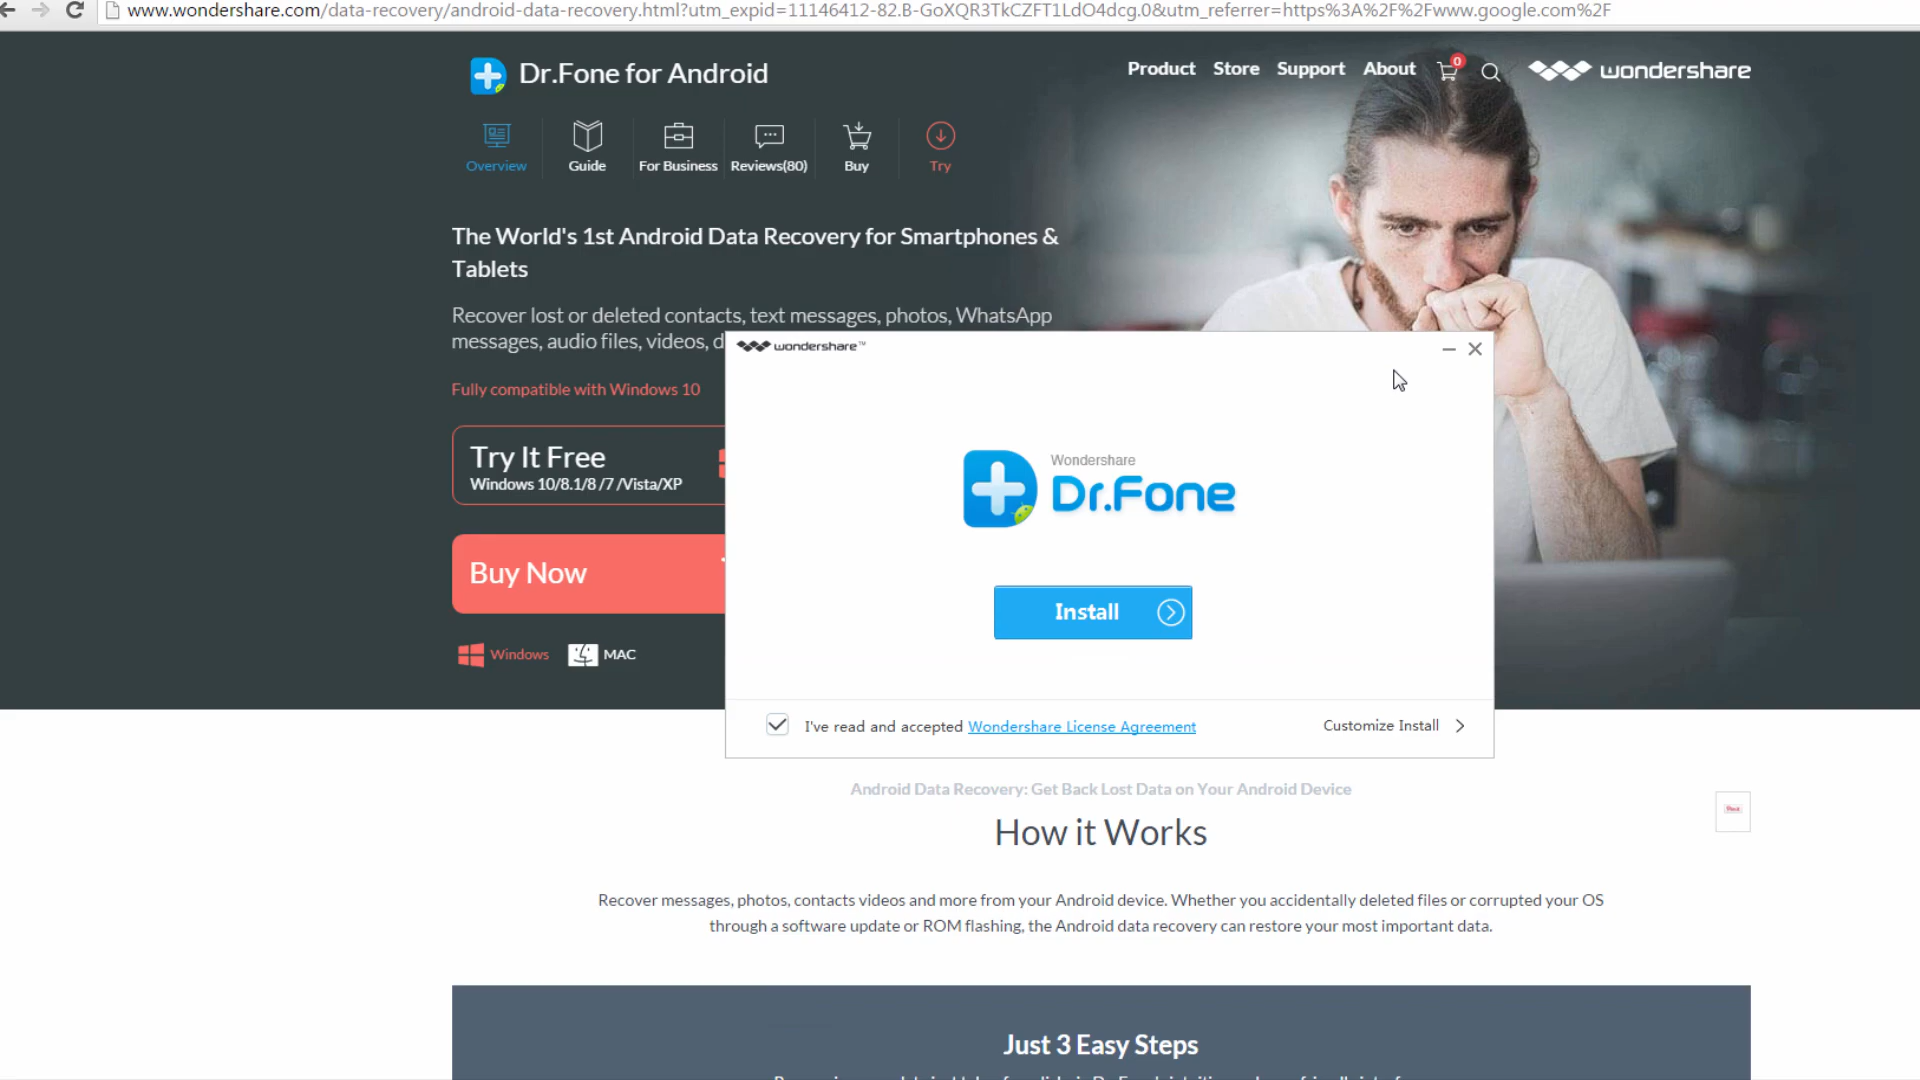 www.wondershare.com/data-recovery/android-data-recovery.html?utm_expid=11146412-82.B-GoXQR3TkCZFT1LdO4dcg.0&utm_referrer=https%3A%2F%2Fwww.google.com%2F
Dr.Fone for Android
Product Store Support About 0 wondershare
Overview Guide For Business Reviews(80) Buy Try
The World's 1st Android Data Recovery for Smartphones &
Tablets
Recover lost or deleted contacts, text messages, photos, WhatsApp
messages, audio files, videos, d
Fully compatible with Windows 10
Try It Free
Windows 10/8.1/8 /7 /Vista/XP
Buy Now
Windows MAC
wondershare™
Wondershare
Dr.Fone
Install
I've read and accepted Wondershare License Agreement
Customize Install
Android Data Recovery: Get Back Lost Data on Your Android Device
How it Works
Recover messages, photos, contacts videos and more from your Android device. Whether you accidentally deleted files or corrupted your OS
through a software update or ROM flashing, the Android data recovery can restore your most important data.
Just 3 Easy Steps